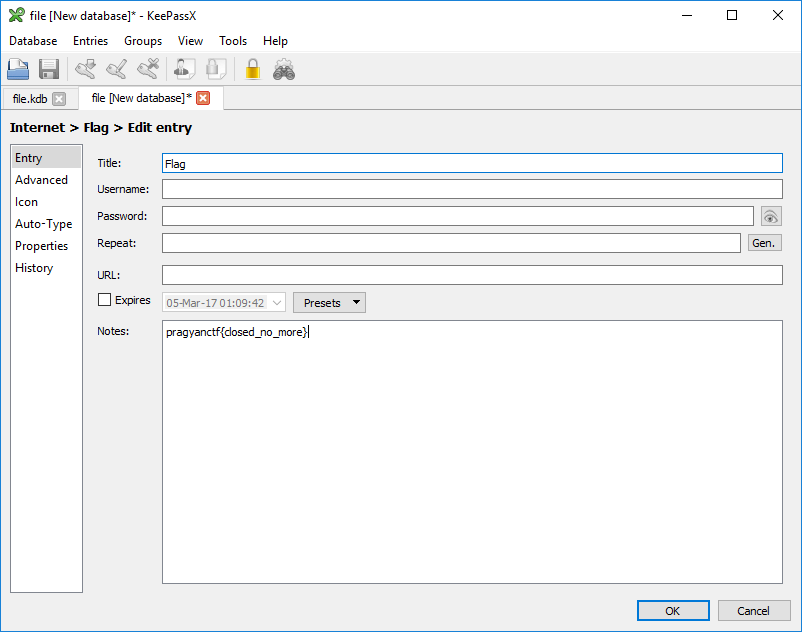 file [New database]* - KeePassX
Database Entries Groups View Tools Help
file.kdb file [New database]*
Internet > Flag > Edit entry
Entry
Advanced
Icon
Auto-Type
Properties
History
Title: Flag
Username:
Password:
Repeat: Gen.
URL:
Expires 05-Mar-17 01:09:42 Presets
Notes: pragyanctf{closed_no_more}
OK Cancel